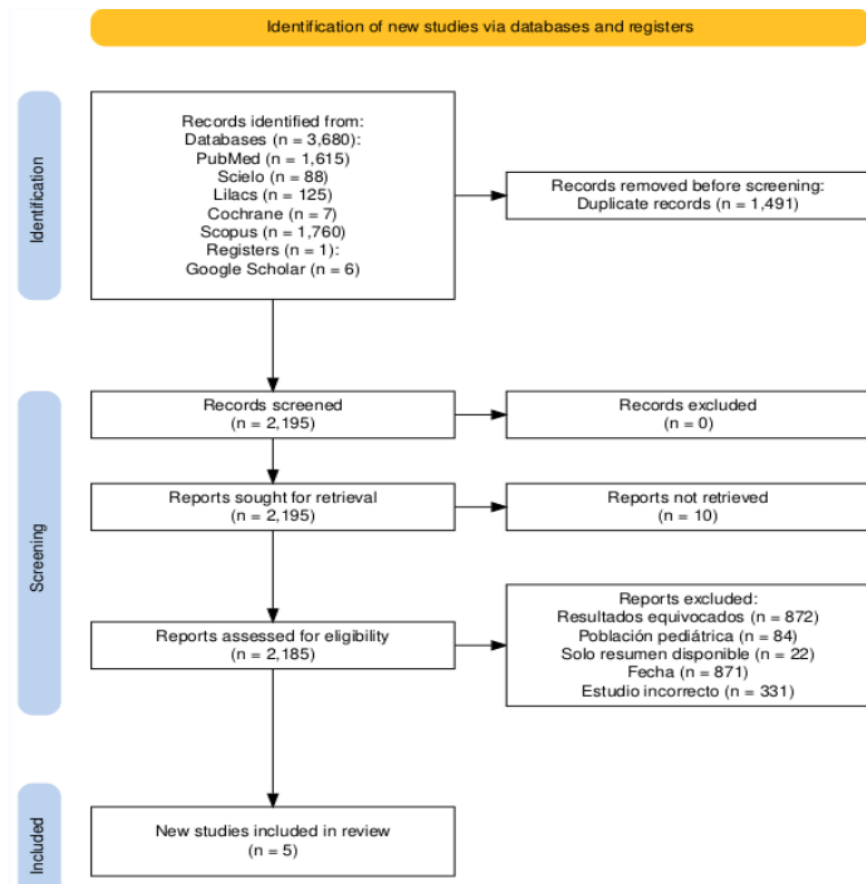 Identification of new studies via databases and registers
Identification
Records identified from:
Databases (n = 3,680):
PubMed (n = 1,615)
Scielo (n = 88)
Lilacs (n = 125)
Cochrane (n = 7)
Scopus (n = 1,760)
Registers (n = 1):
Google Scholar (n = 6)
Records removed before screening:
Duplicate records (n = 1,491)
Screening
Records screened
(n = 2,195)
Records excluded
(n = 0)
Reports sought for retrieval
(n = 2,195)
Reports not retrieved
(n = 10)
Reports assessed for eligibility
(n = 2,185)
Reports excluded:
Resultados equivocados (n = 872)
Población pediátrica (n = 84)
Solo resumen disponible (n = 22)
Fecha (n = 871)
Estudio incorrecto (n = 331)
Included
New studies included in review
(n = 5)